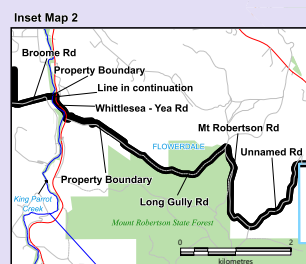 Inset Map 2
Broome Rd
Property Boundary
Line in continuation
Whittlesea - Yea Rd
Mt Robertson Rd
FLOWERDALE
Unnamed Rd
Property Boundary
King Parrot
Creek
Long Gully Rd
Mount Robertson State Forest
0 2
kilometres